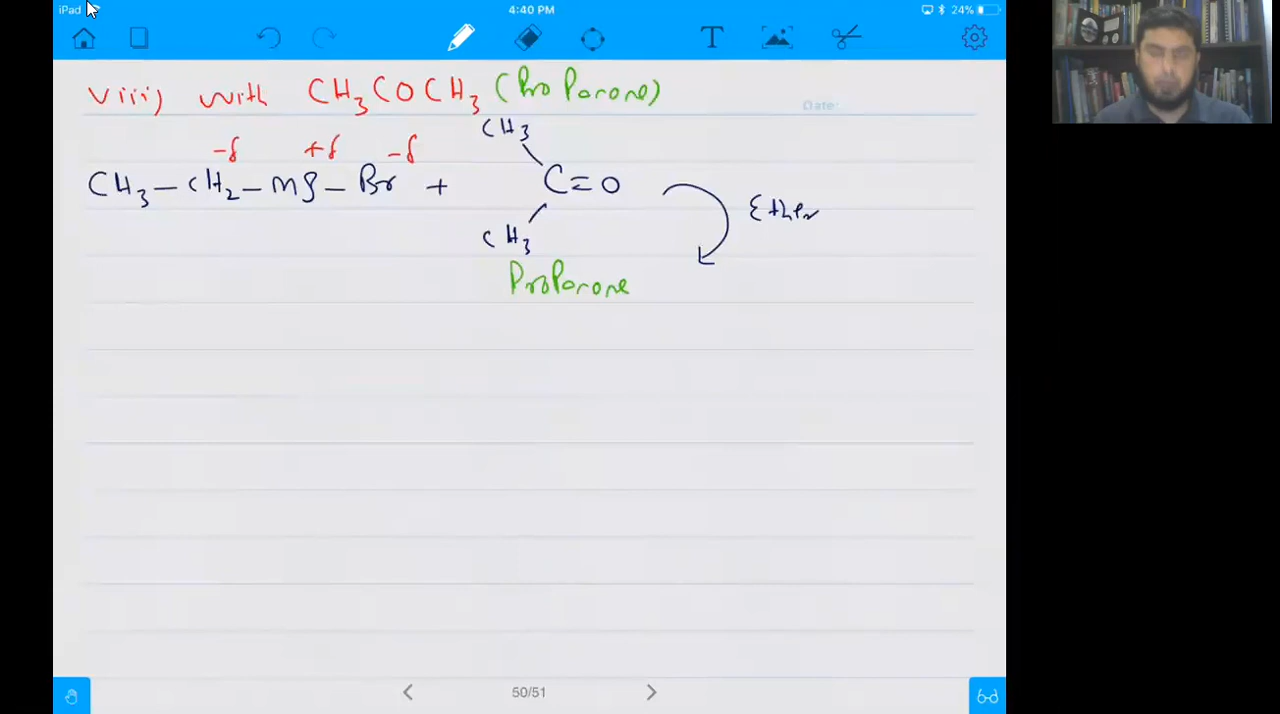 iPad
4:40 PM
24%
viii) with CH3COCH3 (Propanone)
Date:
CH3
-δ +δ -δ
CH3 – CH2 – Mg – Br + C=O Ether
CH3
Propanone
50/51